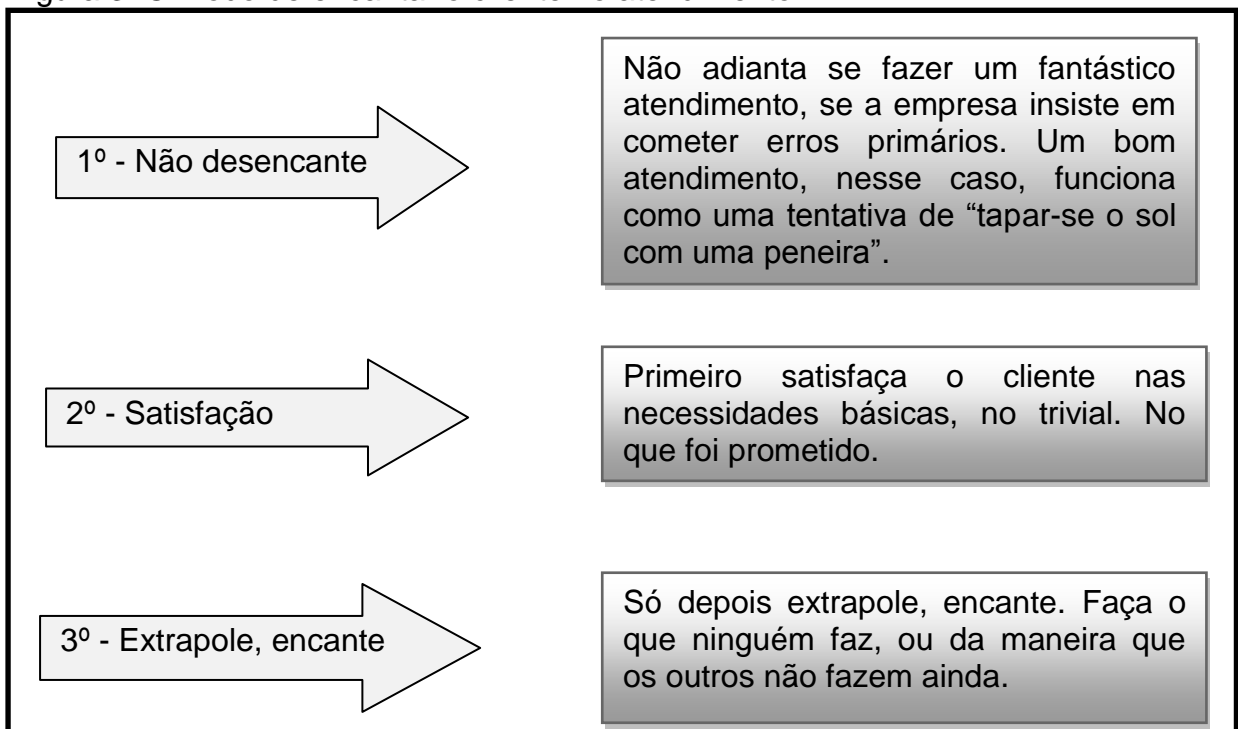 1º - Não desencante
Não adianta se fazer um fantástico
atendimento, se a empresa insiste em
cometer erros primários. Um bom
atendimento, nesse caso, funciona
como uma tentativa de “tapar-se o sol
com uma peneira”.
2º - Satisfação
Primeiro satisfaça o cliente nas
necessidades básicas, no trivial. No
que foi prometido.
3º - Extrapole, encante
Só depois extrapole, encante. Faça o
que ninguém faz, ou da maneira que
os outros não fazem ainda.